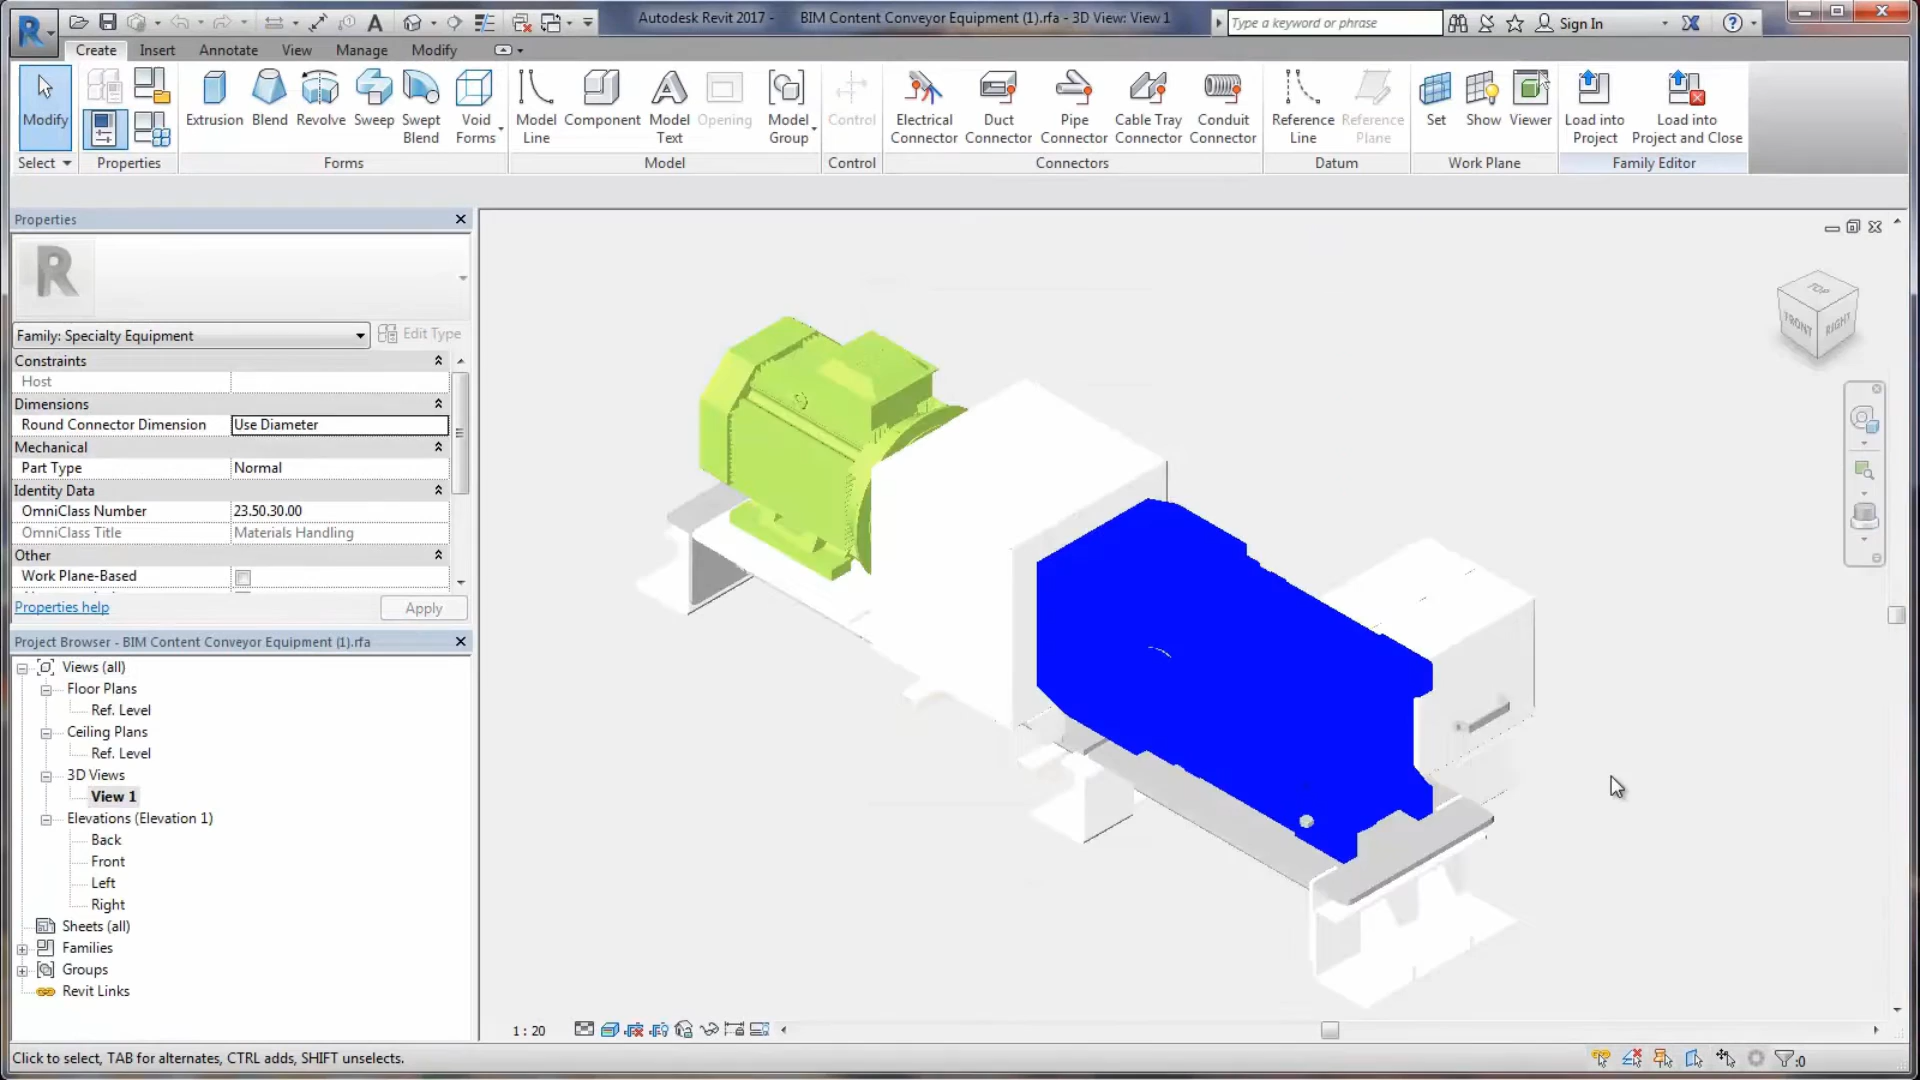 Autodesk Revit 2017 - BIM Content Conveyor Equipment (1).rfa - 3D View: View 1
Type a keyword or phrase
Sign In
Create Insert Annotate View Manage Modify
Modify
Extrusion Blend Revolve Sweep Swept Blend Void Forms
Model Line Component Model Text Opening Model Group
Control
Electrical Connector Duct Connector Pipe Connector Cable Tray Connector Conduit Connector
Reference Line Reference Plane
Set Show Viewer
Load into Project Load into Project and Close
Select Properties Forms Model Control Connectors Datum Work Plane Family Editor
Properties
Family: Specialty Equipment Edit Type
Constraints
Host
Dimensions
Round Connector Dimension Use Diameter
Mechanical
Part Type Normal
Identity Data
OmniClass Number 23.50.30.00
OmniClass Title Materials Handling
Other
Work Plane-Based
Properties help Apply
Project Browser - BIM Content Conveyor Equipment (1).rfa
Views (all)
Floor Plans
Ref. Level
Ceiling Plans
Ref. Level
3D Views
View 1
Elevations (Elevation 1)
Back
Front
Left
Right
Sheets (all)
Families
Groups
Revit Links
TOP
FRONT RIGHT
1 : 20
Click to select, TAB for alternates, CTRL adds, SHIFT unselects.
:0